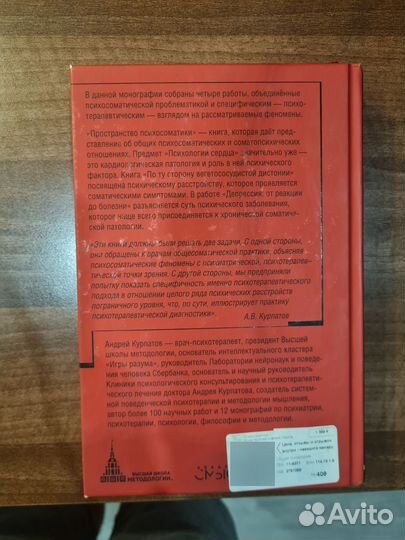 В данной монографии собраны четыре работы, объединённые
психосоматической проблематикой и специфическим — психо-
терапевтическим — взглядом на рассматриваемые феномены.
«Пространство психосоматики» — книга, которая даёт пред-
ставление об общих психосоматических и соматопсихических
отношениях. Предмет «Психологии сердца» значительно уже —
это кардиологическая патология и роль в ней психического
фактора. Книга «По ту сторону вегетососудистой дистонии»
посвящена психическому расстройству, которое проявляется
соматическими симптомами. В работе «Депрессия: от реакции
до болезни» разъясняется суть психического заболевания,
которое чаще всего присоединяется к хронической соматиче-
ской патологии.
«Эти книги должны были решать две задачи. С одной стороны,
они обращены к врачам общесоматической практики, объясняя
психосоматические феномены с психиатрической, психотерапев-
тической точки зрения. С другой стороны, мы предприняли
попытку показать специфичность именно психотерапевтического
подхода в отношении целого ряда психических расстройств
пограничного уровня, что, по сути, иллюстрирует практику
психотерапевтической диагностики».
А.В. Курпатов
Андрей Курпатов — врач-психотерапевт, президент Высшей
школы методологии, основатель интеллектуального кластера
«Игры разума», руководитель Лаборатории нейронаук и поведе-
ния человека Сбербанка, основатель и научный руководитель
Клиники психологического консультирования и психотерапев-
тического лечения доктора Андрея Курпатова, создатель систем-
ной поведенческой психотерапии и методологии мышления,
автор более 100 научных работ и 12 монографий по психиатрии,
психотерапии, психологии, философии и методологии.
ВЫСШАЯ ШКОЛА
МЕТОДОЛОГИИ
Avito